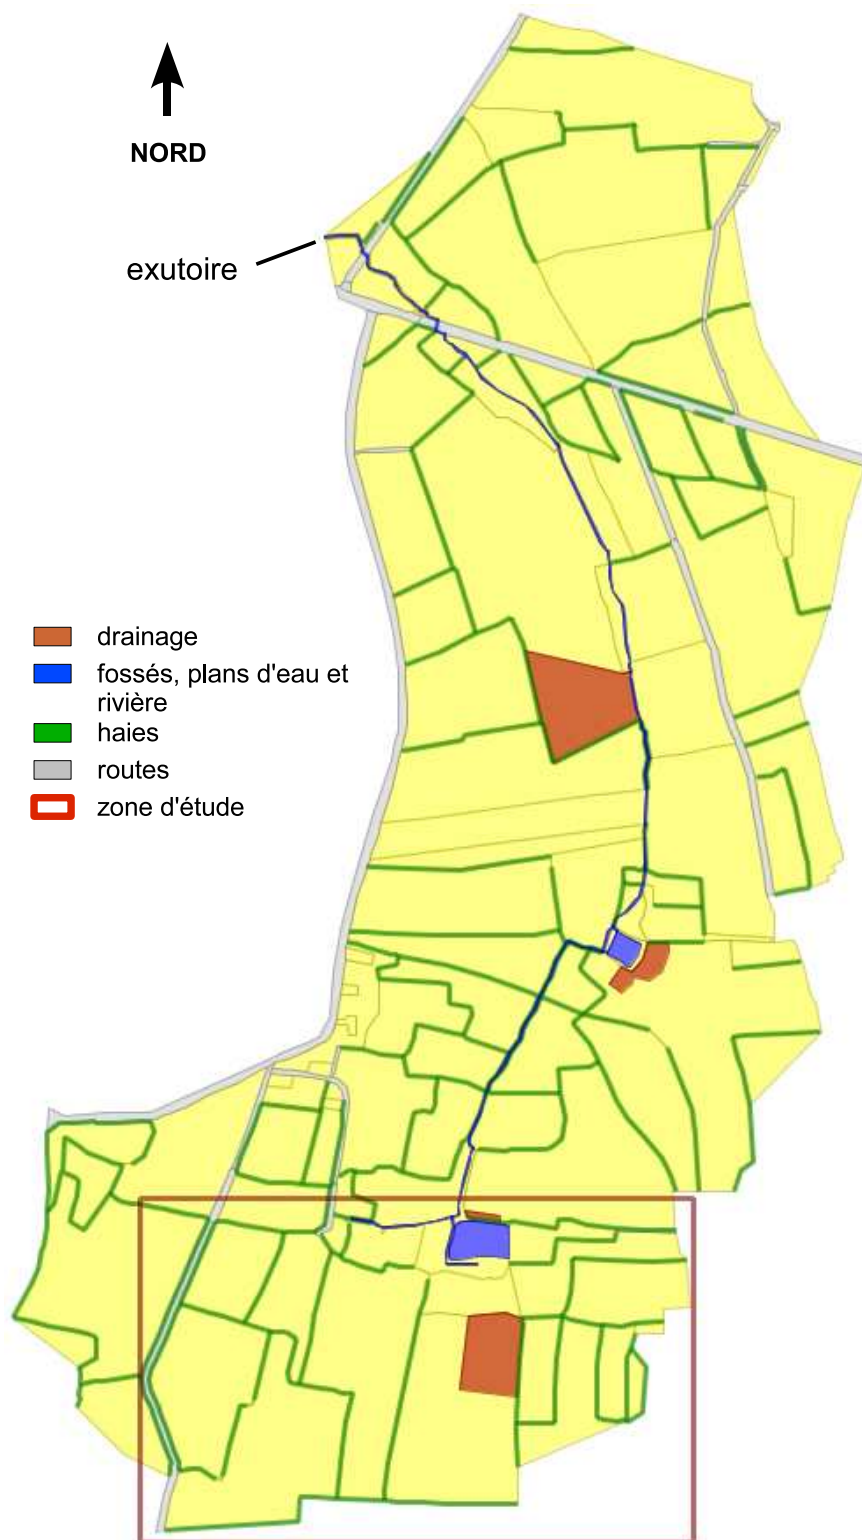 NORD
exutoire
drainage
fossés, plans d'eau et
rivière
haies
routes
zone d'étude